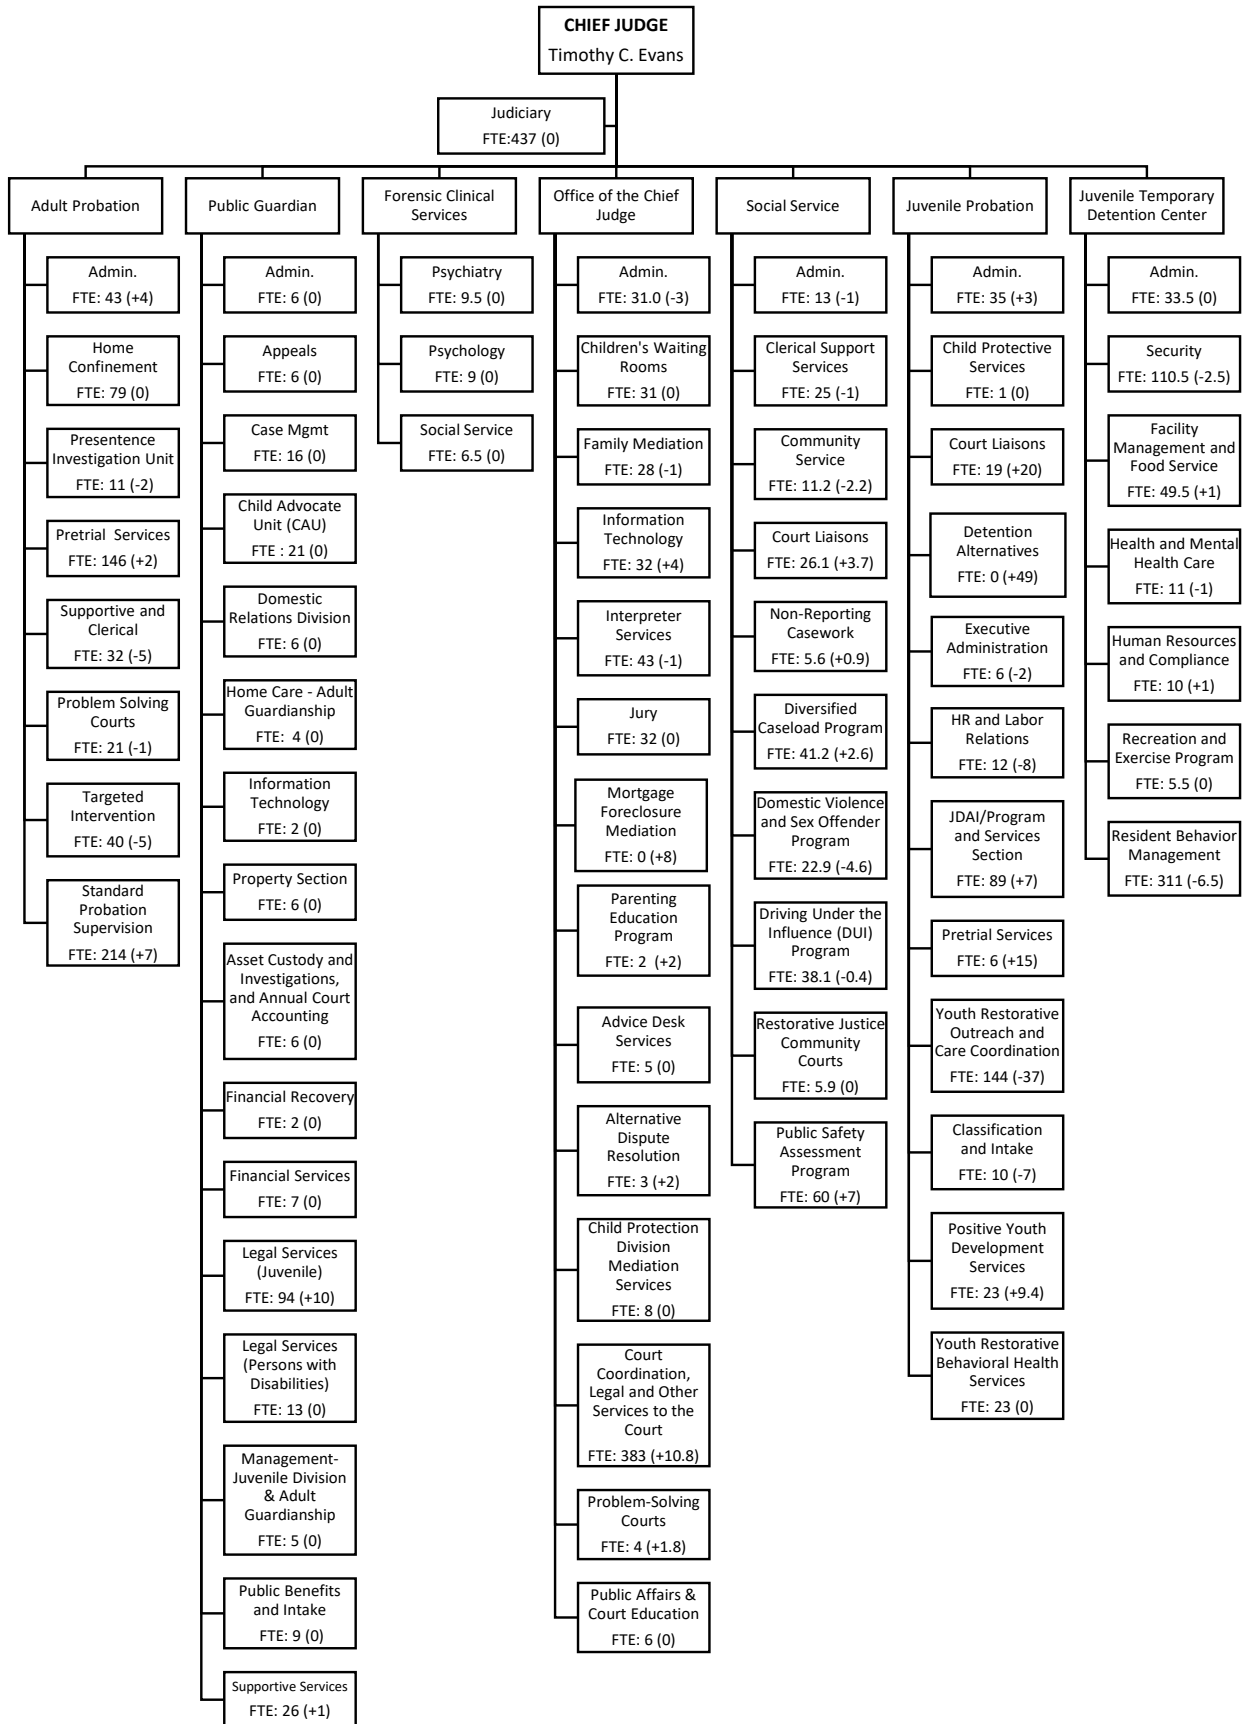 CHIEF JUDGE
Timothy C. Evans
Judiciary
FTE:437 (0)
Adult Probation
Public Guardian
Forensic Clinical
Services
Office of the Chief
Judge
Social Service
Juvenile Probation
Juvenile Temporary
Detention Center
Admin.
FTE: 43 (+4)
Home
Confinement
FTE: 79 (0)
Presentence
Investigation Unit
FTE: 11 (-2)
Pretrial Services
FTE: 146 (+2)
Supportive and
Clerical
FTE: 32 (-5)
Problem Solving
Courts
FTE: 21 (-1)
Targeted
Intervention
FTE: 40 (-5)
Standard
Probation
Supervision
FTE: 214 (+7)
Admin.
FTE: 6 (0)
Appeals
FTE: 6 (0)
Case Mgmt
FTE: 16 (0)
Child Advocate
Unit (CAU)
FTE : 21 (0)
Domestic
Relations Division
FTE: 6 (0)
Home Care - Adult
Guardianship
FTE: 4 (0)
Information
Technology
FTE: 2 (0)
Property Section
FTE: 6 (0)
Asset Custody and
Investigations,
and Annual Court
Accounting
FTE: 6 (0)
Financial Recovery
FTE: 2 (0)
Financial Services
FTE: 7 (0)
Legal Services
(Juvenile)
FTE: 94 (+10)
Legal Services
(Persons with
Disabilities)
FTE: 13 (0)
Management-
Juvenile Division
& Adult
Guardianship
FTE: 5 (0)
Public Benefits
and Intake
FTE: 9 (0)
Supportive Services
FTE: 26 (+1)
Psychiatry
FTE: 9.5 (0)
Psychology
FTE: 9 (0)
Social Service
FTE: 6.5 (0)
Admin.
FTE: 31.0 (-3)
Children's Waiting
Rooms
FTE: 31 (0)
Family Mediation
FTE: 28 (-1)
Information
Technology
FTE: 32 (+4)
Interpreter
Services
FTE: 43 (-1)
Jury
FTE: 32 (0)
Mortgage
Foreclosure
Mediation
FTE: 0 (+8)
Parenting
Education
Program
FTE: 2 (+2)
Advice Desk
Services
FTE: 5 (0)
Alternative
Dispute
Resolution
FTE: 3 (+2)
Child Protection
Division
Mediation
Services
FTE: 8 (0)
Court
Coordination,
Legal and Other
Services to the
Court
FTE: 383 (+10.8)
Problem-Solving
Courts
FTE: 4 (+1.8)
Public Affairs &
Court Education
FTE: 6 (0)
Admin.
FTE: 13 (-1)
Clerical Support
Services
FTE: 25 (-1)
Community
Service
FTE: 11.2 (-2.2)
Court Liaisons
FTE: 26.1 (+3.7)
Non-Reporting
Casework
FTE: 5.6 (+0.9)
Diversified
Caseload Program
FTE: 41.2 (+2.6)
Domestic Violence
and Sex Offender
Program
FTE: 22.9 (-4.6)
Driving Under the
Influence (DUI)
Program
FTE: 38.1 (-0.4)
Restorative Justice
Community
Courts
FTE: 5.9 (0)
Public Safety
Assessment
Program
FTE: 60 (+7)
Admin.
FTE: 35 (+3)
Child Protective
Services
FTE: 1 (0)
Court Liaisons
FTE: 19 (+20)
Detention
Alternatives
FTE: 0 (+49)
Executive
Administration
FTE: 6 (-2)
HR and Labor
Relations
FTE: 12 (-8)
JDAI/Program
and Services
Section
FTE: 89 (+7)
Pretrial Services
FTE: 6 (+15)
Youth Restorative
Outreach and
Care Coordination
FTE: 144 (-37)
Classification
and Intake
FTE: 10 (-7)
Positive Youth
Development
Services
FTE: 23 (+9.4)
Youth Restorative
Behavioral Health
Services
FTE: 23 (0)
Admin.
FTE: 33.5 (0)
Security
FTE: 110.5 (-2.5)
Facility
Management and
Food Service
FTE: 49.5 (+1)
Health and Mental
Health Care
FTE: 11 (-1)
Human Resources
and Compliance
FTE: 10 (+1)
Recreation and
Exercise Program
FTE: 5.5 (0)
Resident Behavior
Management
FTE: 311 (-6.5)